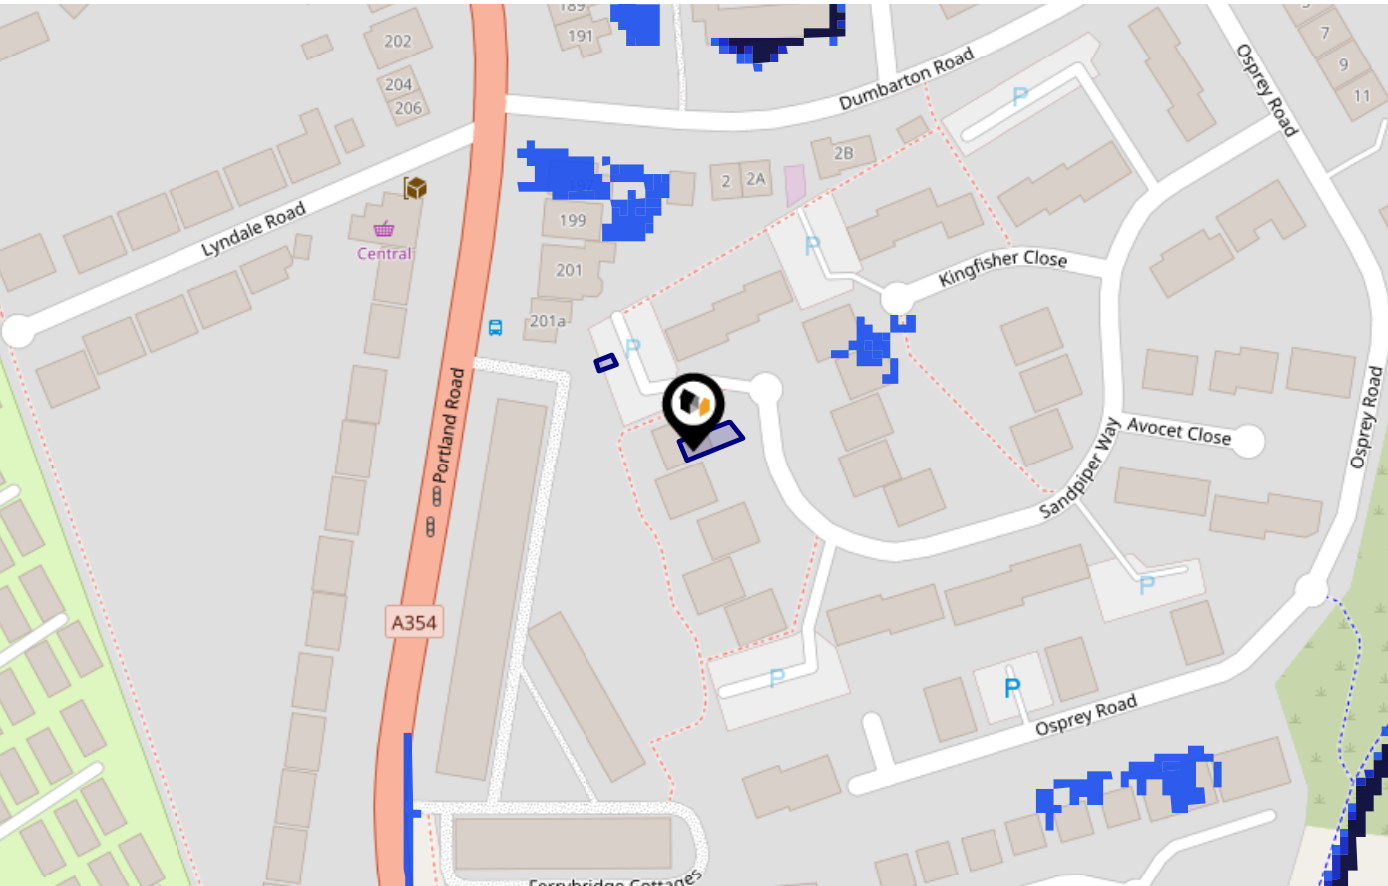 189
191
202
204
206
Dumbarton Road
Osprey Road
7
9
11
P
2B
2
2A
197
199
201
201a
Lyndale Road
Central
P
Kingfisher Close
P
Portland Road
Avocet Close
Osprey Road
Sandpiper Way
A354
P
P
P
Osprey Road
Ferrybridge Cottages